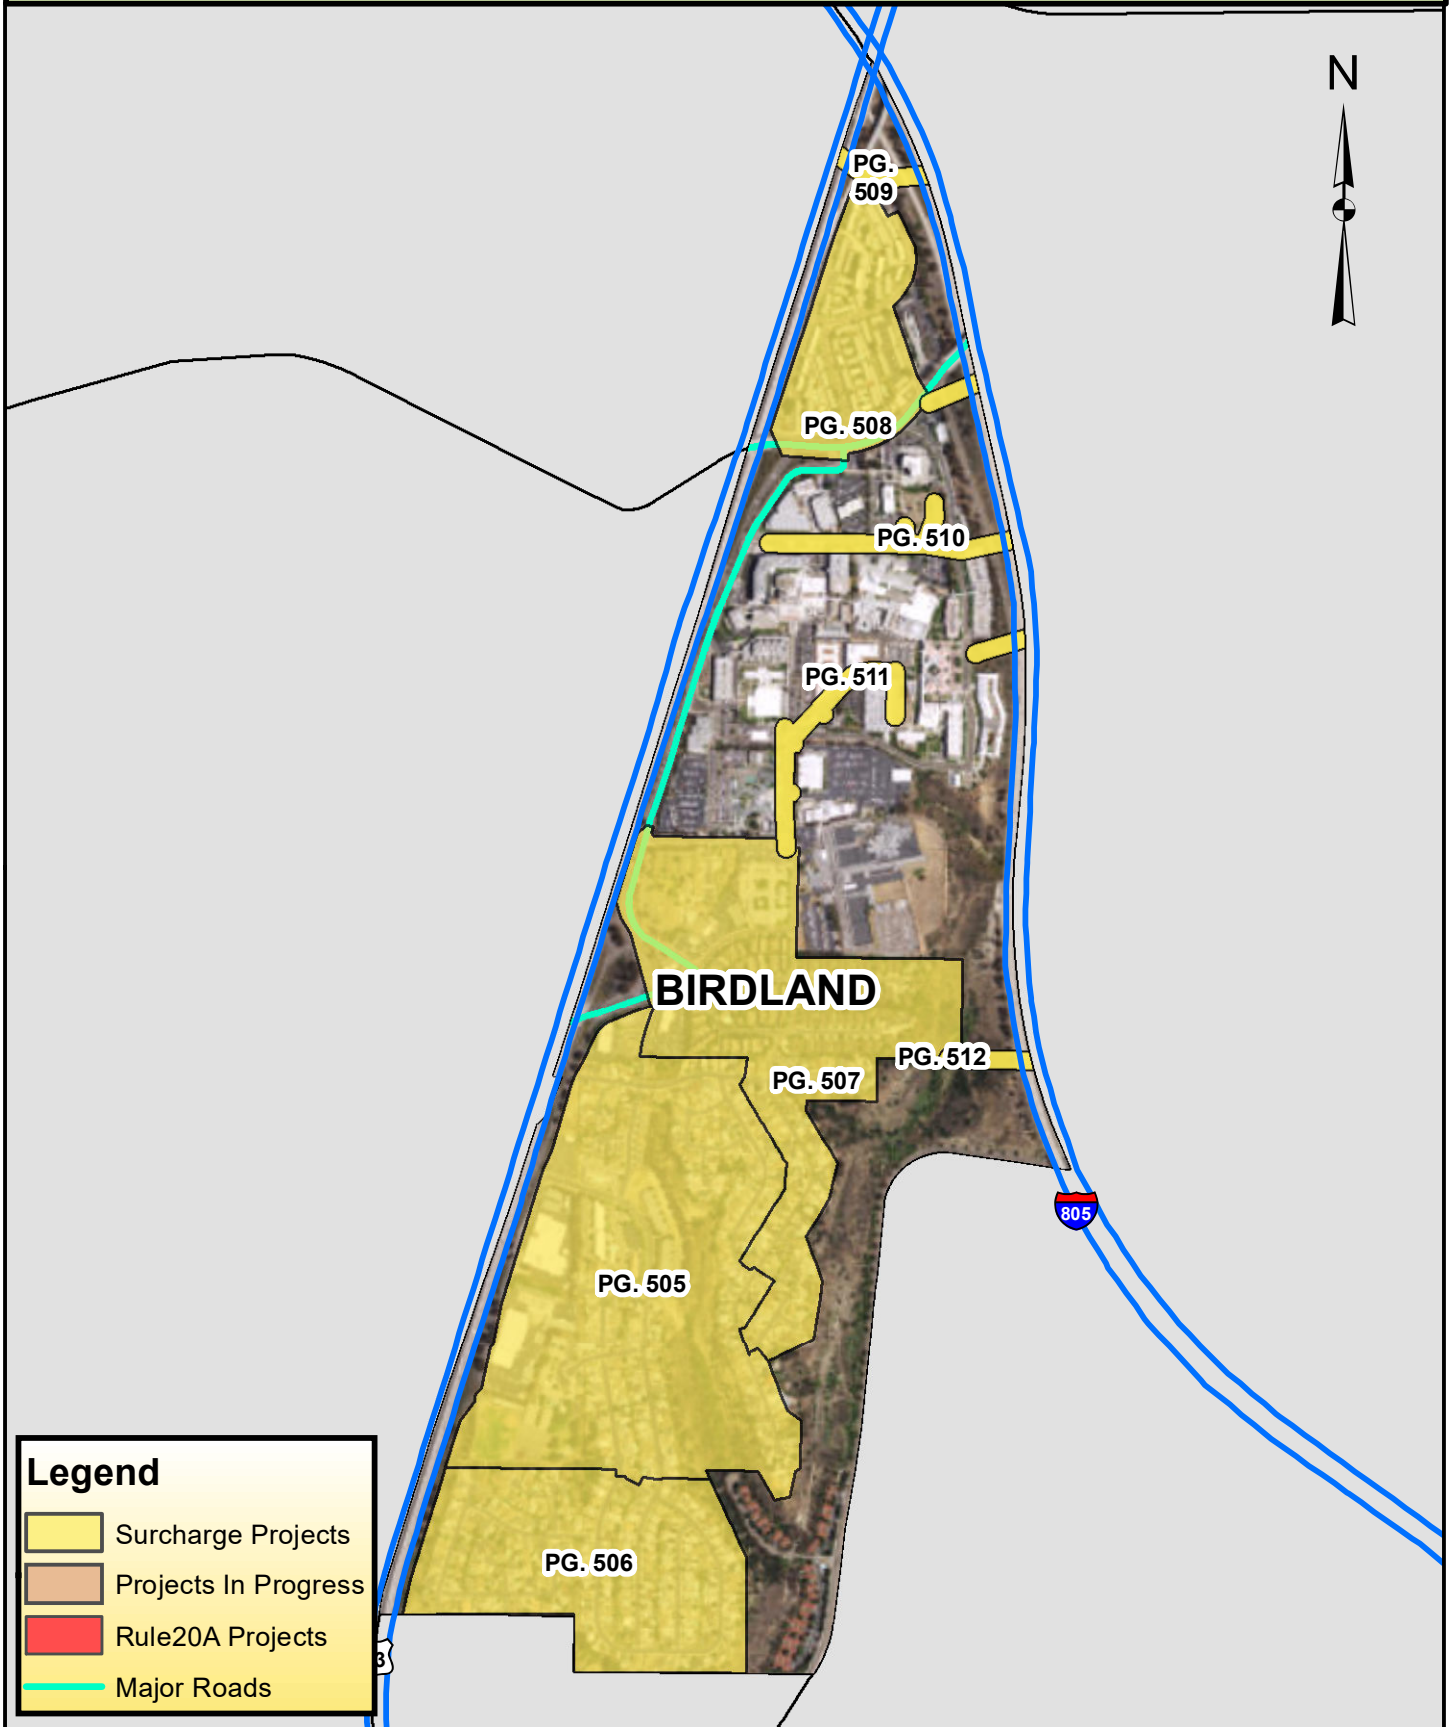 N
PG.
509
PG. 508
PG. 510
PG. 511
BIRDLAND
PG. 512
PG. 507
805
PG. 505
PG. 506
Legend
Surcharge Projects
Projects In Progress
Rule20A Projects
Major Roads
3